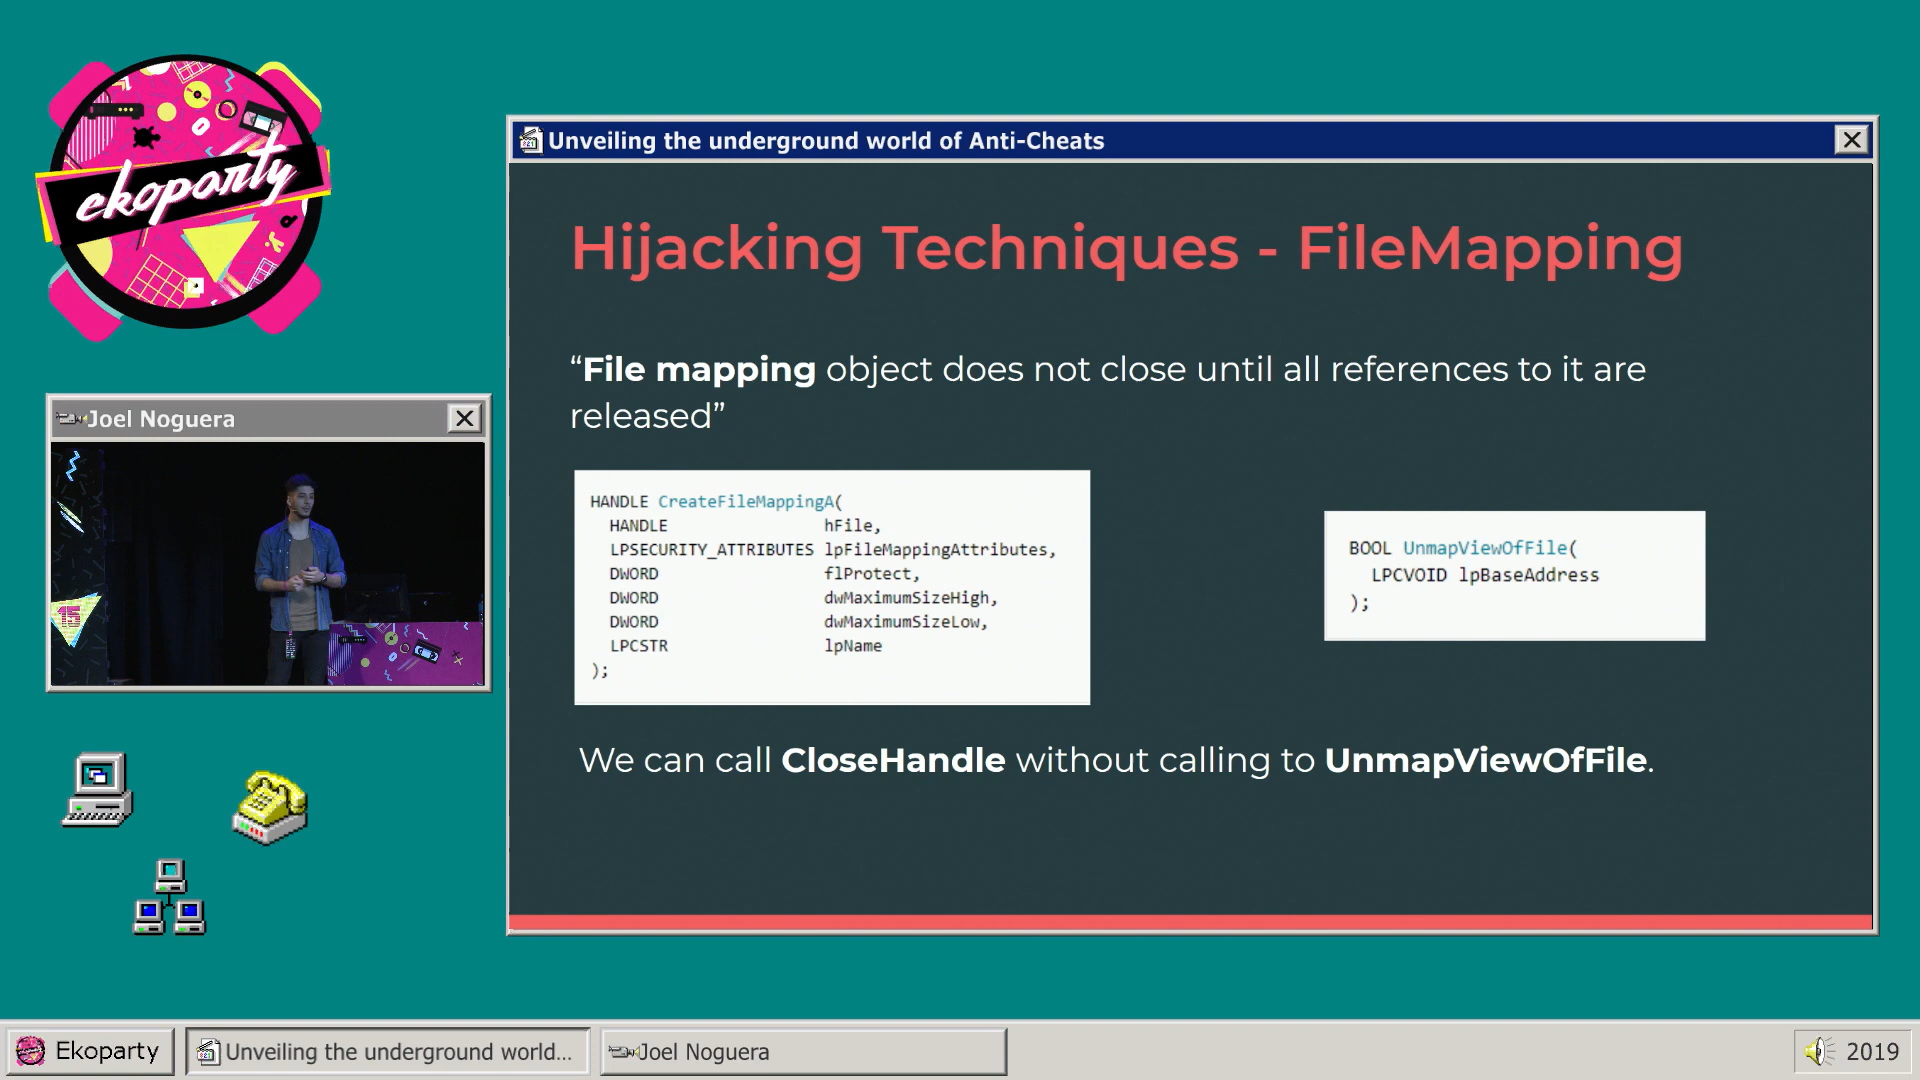 ekoparty
Unveiling the underground world of Anti-Cheats
Hijacking Techniques - FileMapping
“File mapping object does not close until all references to it are
released”
HANDLE CreateFileMappingA(
HANDLE hFile,
LPSECURITY_ATTRIBUTES lpFileMappingAttributes,
DWORD flProtect,
DWORD dwMaximumSizeHigh,
DWORD dwMaximumSizeLow,
LPCSTR lpName
);
BOOL UnmapViewOfFile(
LPCVOID lpBaseAddress
);
We can call CloseHandle without calling to UnmapViewOfFile.
Joel Noguera
15
Ekoparty
Unveiling the underground world...
Joel Noguera
2019